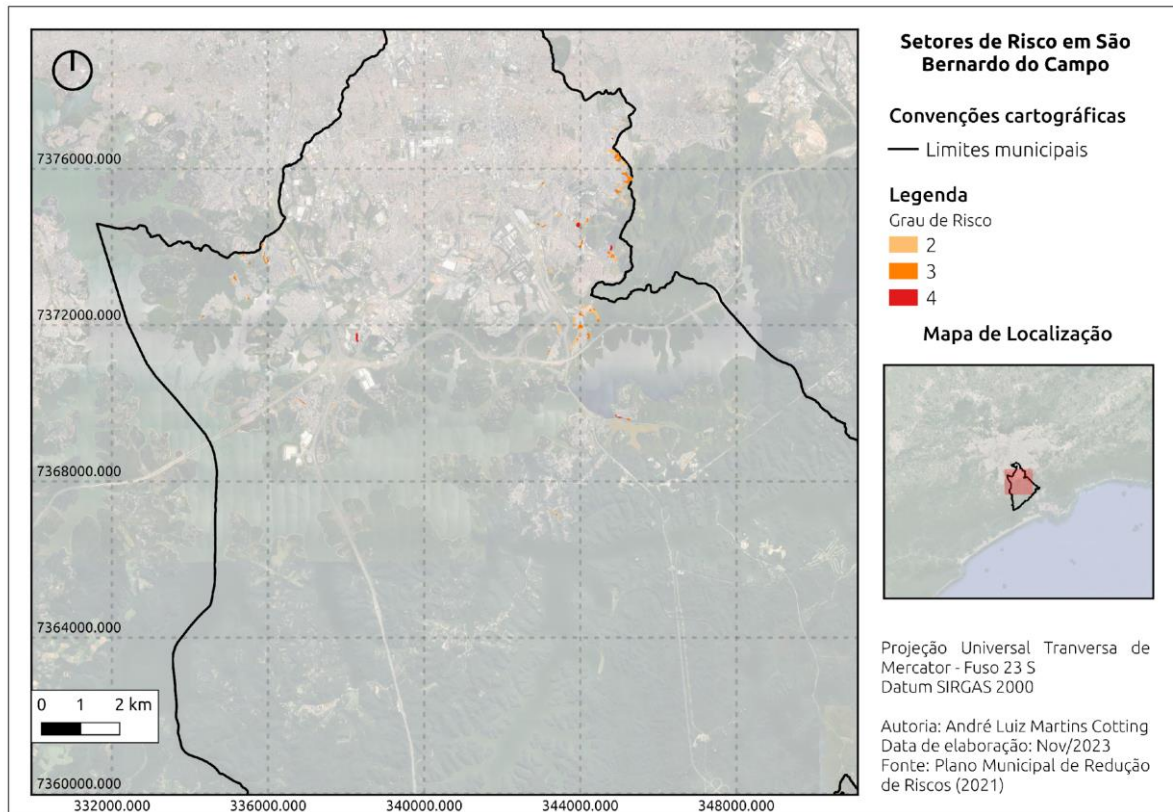 Setores de Risco em São
Bernardo do Campo
Convenções cartográficas
Limites municipais
Legenda
Grau de Risco
2
3
4
Mapa de Localização
Projeção Universal Tranversa de
Mercator - Fuso 23 S
Datum SIRGAS 2000
Autoria: André Luiz Martins Cotting
Data de elaboração: Nov/2023
Fonte: Plano Municipal de Redução
de Riscos (2021)
7376000.000
7372000.000
7368000.000
7364000.000
7360000.000
0 1 2 km
332000.000 336000.000 340000.000 344000.000 348000.000